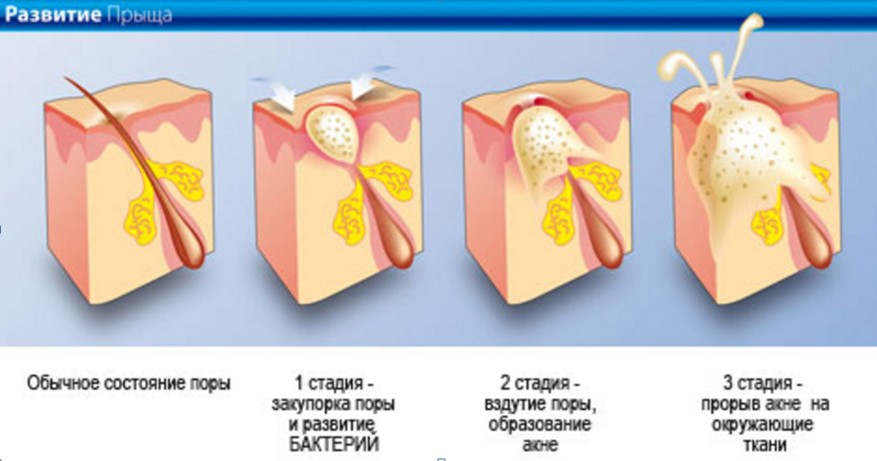 Развитие Прыща
Обычное состояние поры
1 стадия -
закупорка поры
и развитие
БАКТЕРИЙ
2 стадия -
вздутие поры,
образование
акне
3 стадия -
прорыв акне на
окружающие
ткани